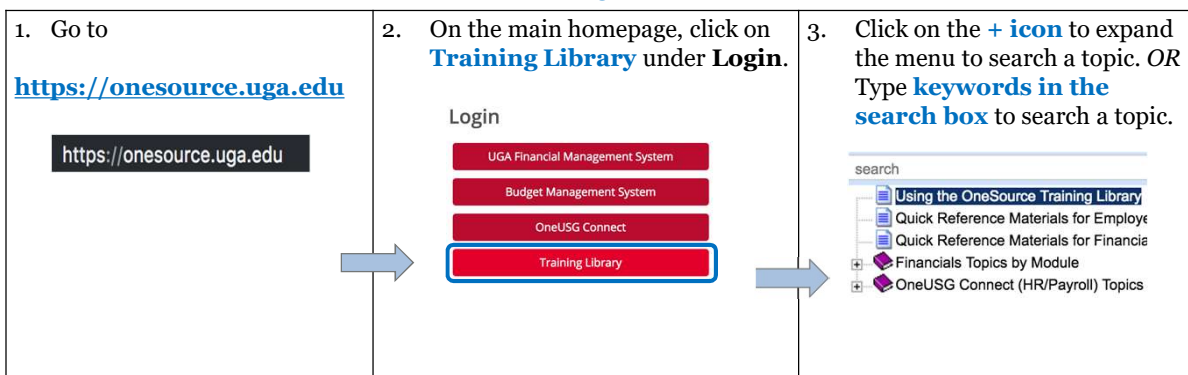 1. Go to
https://onesource.uga.edu
https://onesource.uga.edu
2. On the main homepage, click on
Training Library under Login.
Login
UGA Financial Management System
Budget Management System
OneUSG Connect
Training Library
3. Click on the + icon to expand
the menu to search a topic. OR
Type keywords in the
search box to search a topic.
search
Using the OneSource Training Library
Quick Reference Materials for Employe
Quick Reference Materials for Financia
Financials Topics by Module
OneUSG Connect (HR/Payroll) Topics